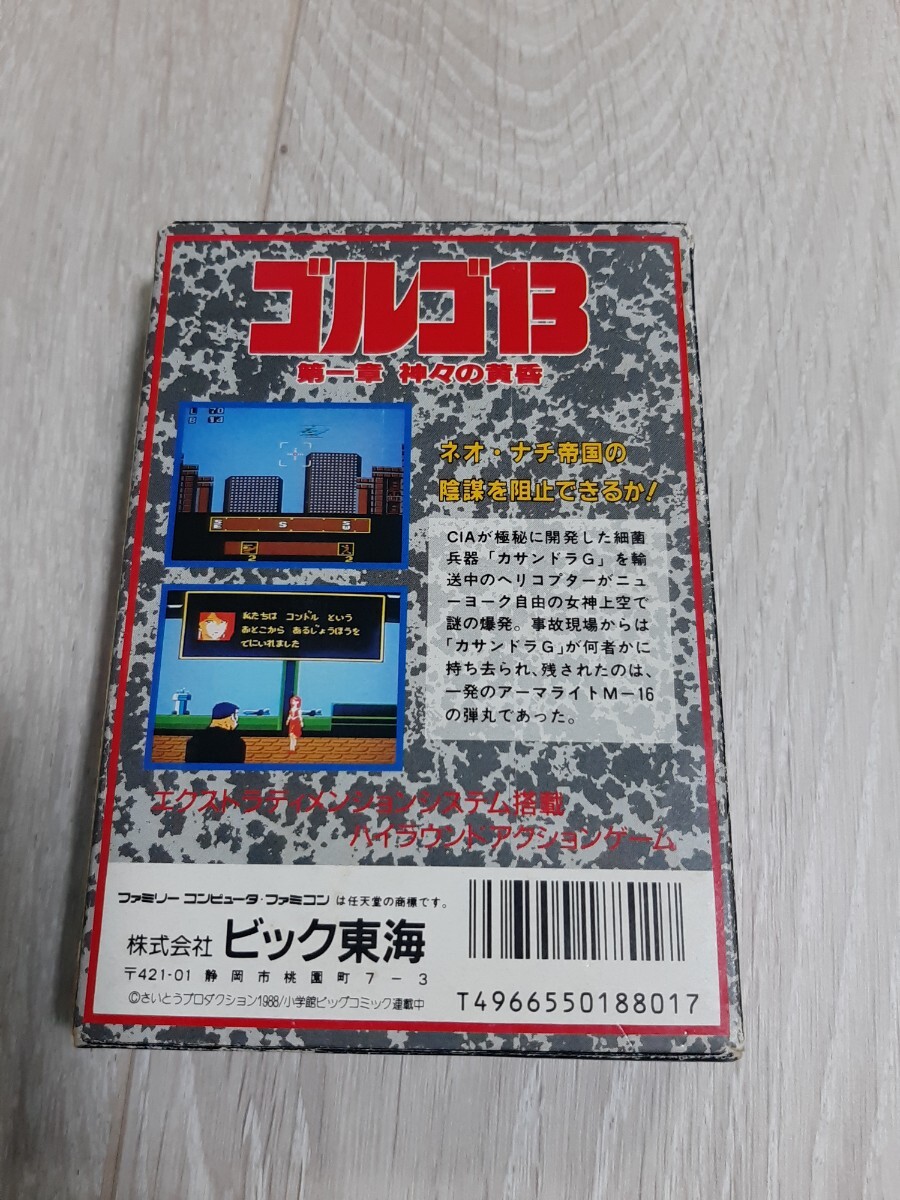 ゴルゴ13
第一章 神々の黄昏
L 70
ネオ・ナチ帝国の
陰謀を阻止できるか!
S
2 2
CIAが極秘に開発した細菌
兵器「カサンドラG」を輸
送中のヘリコプターがニュ
ーヨーク自由の女神上空で
謎の爆発。事故現場からは
「カサンドラG」が何者かに
持ち去られ、残されたのは、
一発のアーマライトM-16
の弾丸であった。
私たちは コンドル という
おとこから あるじょうほうを
てにいれました
エクストラディメンションシステム搭載
ハイラウンドアクションゲーム
ファミリーコンピュータ・ファミコンは任天堂の商標です。
株式会社 ビック東海
〒421-01 静岡市桃園町7-3
©さいとうプロダクション1988/小学館ビッグコミック連載中
T4966550188017